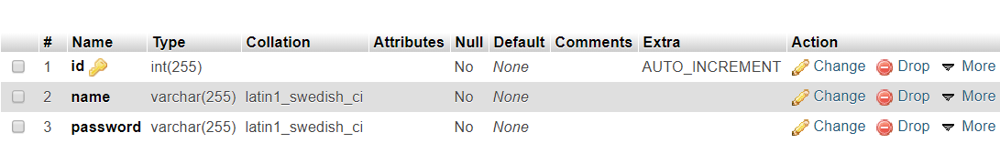 # Name Type Collation Attributes Null Default Comments Extra Action
1 id int(255) No None AUTO_INCREMENT Change Drop More
2 name varchar(255) latin1_swedish_ci No None Change Drop More
3 password varchar(255) latin1_swedish_ci No None Change Drop More